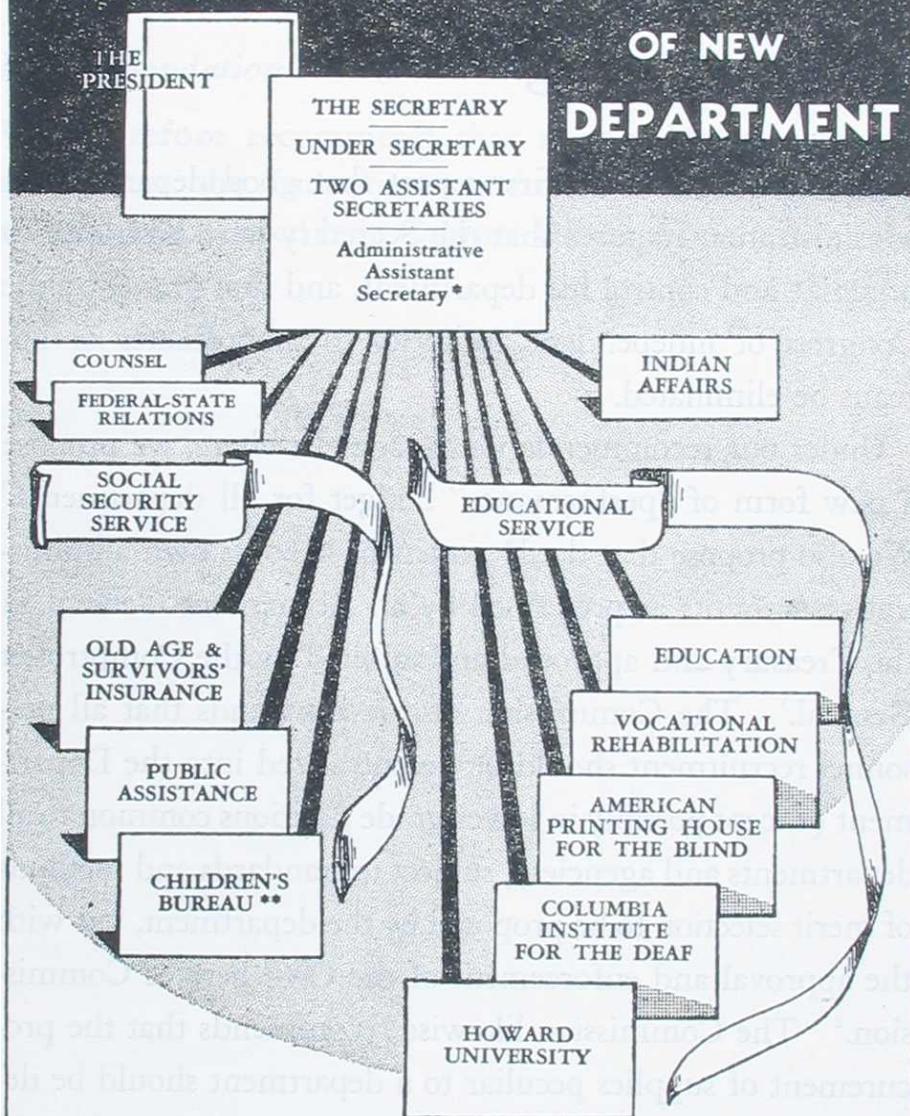 OF NEW
DEPARTMENT
THE
PRESIDENT
THE SECRETARY
UNDER SECRETARY
TWO ASSISTANT
SECRETARIES
Administrative
Assistant
Secretary*
COUNSEL
FEDERAL-STATE
RELATIONS
INDIAN
AFFAIRS
SOCIAL
SECURITY
SERVICE
EDUCATIONAL
SERVICE
OLD AGE &
SURVIVORS'
INSURANCE
PUBLIC
ASSISTANCE
CHILDREN'S
BUREAU **
EDUCATION
VOCATIONAL
REHABILITATION
AMERICAN
PRINTING HOUSE
FOR THE BLIND
COLUMBIA
INSTITUTE
FOR THE DEAF
HOWARD
UNIVERSITY